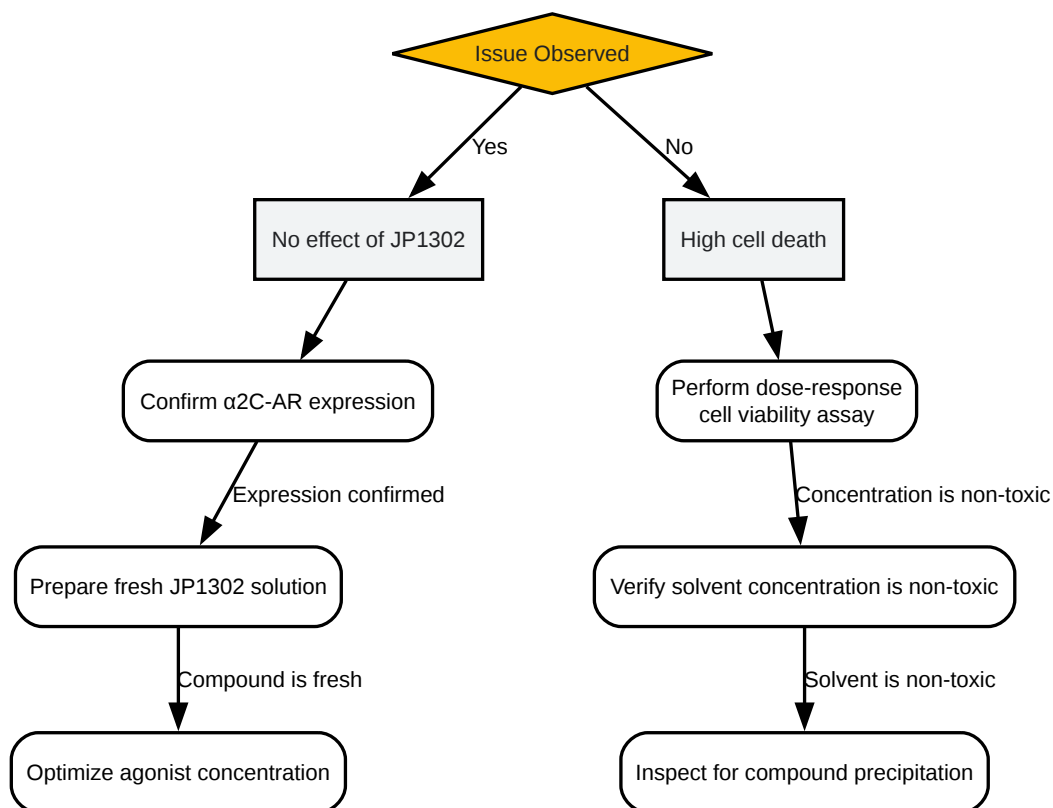 Issue Observed
Yes
No
No effect of JP1302
High cell death
Confirm α2C-AR expression
Perform dose-response
cell viability assay
Expression confirmed
Concentration is non-toxic
Prepare fresh JP1302 solution
Verify solvent concentration is non-toxic
Compound is fresh
Solvent is non-toxic
Optimize agonist concentration
Inspect for compound precipitation